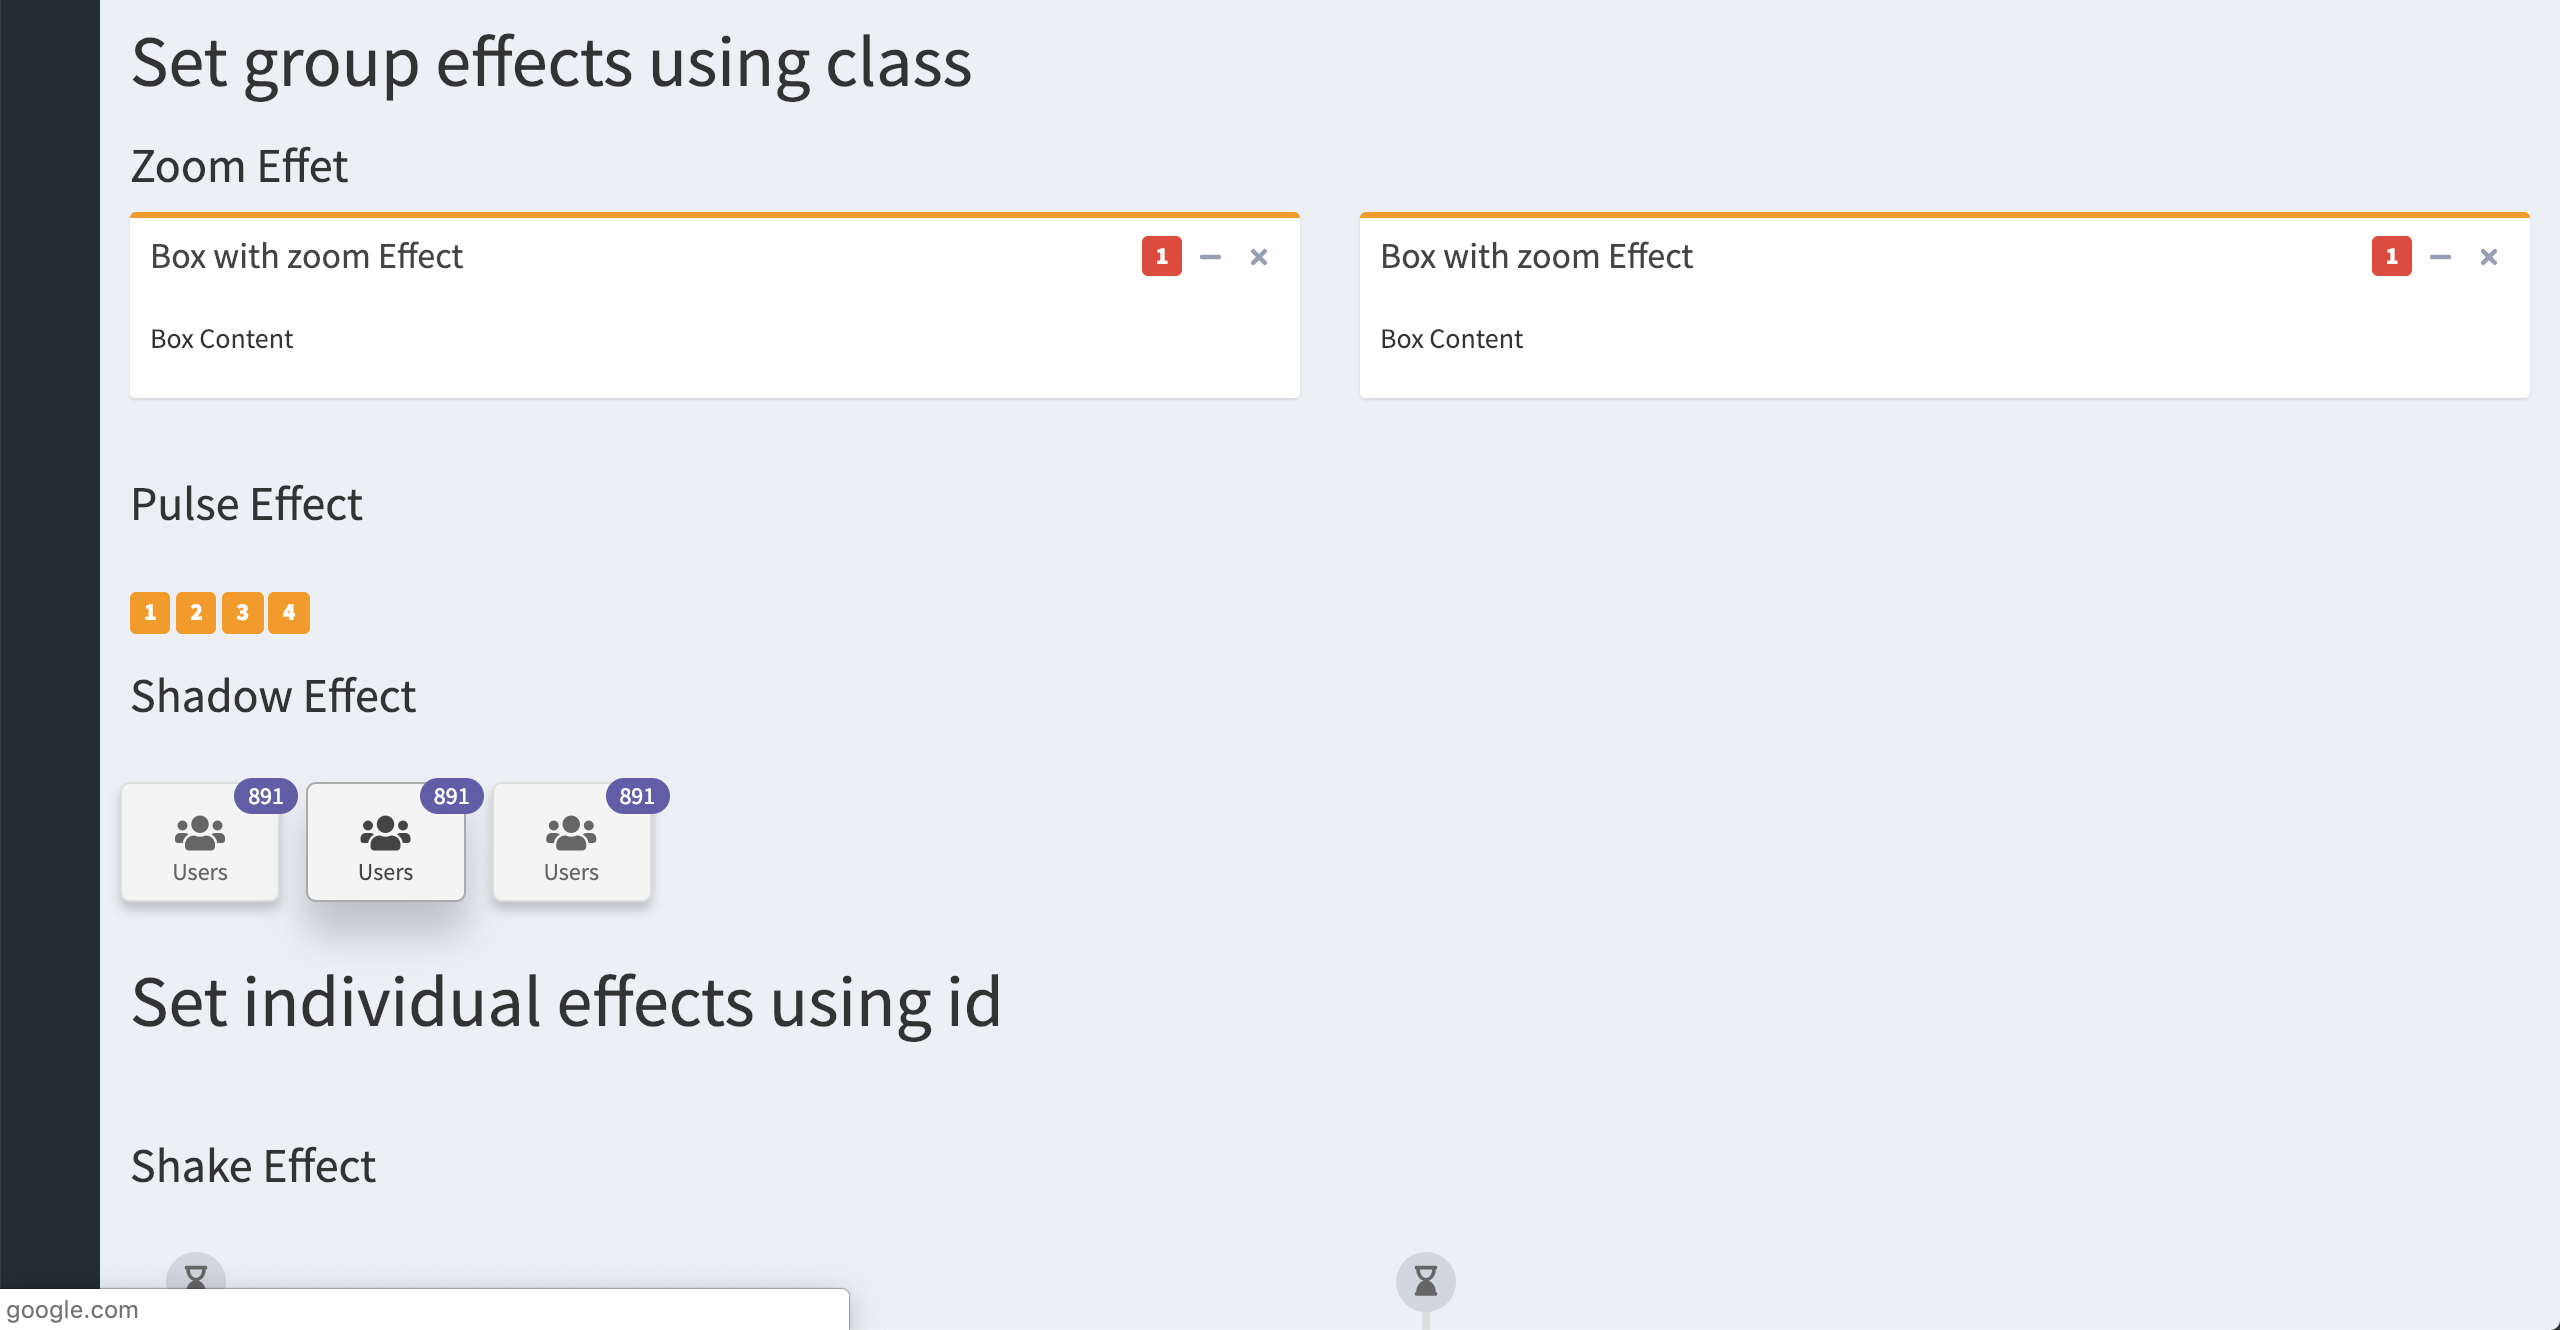 Set group effects using class
Zoom Effet
Box with zoom Effect 1
Box Content
Box with zoom Effect 1
Box Content
Pulse Effect
1 2 3 4
Shadow Effect
891 891 891
Users Users Users
Set individual effects using id
Shake Effect
google.com